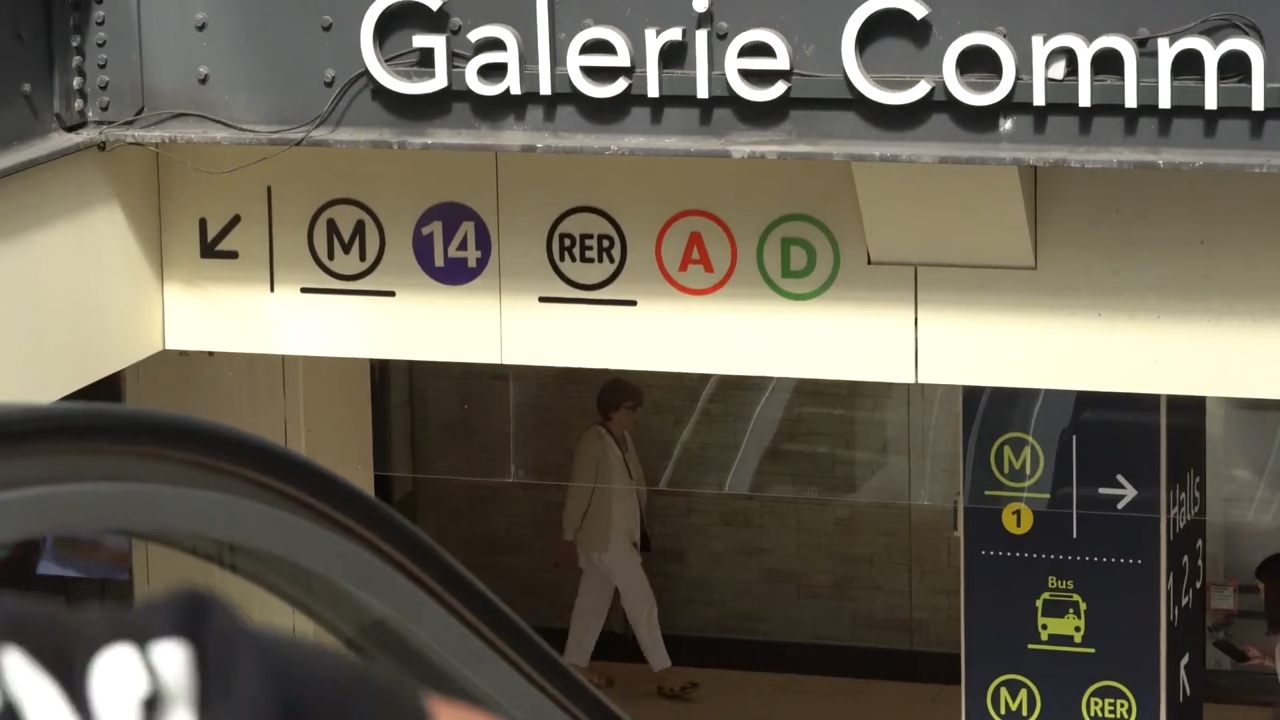 Galerie Comm
M 14 RER A D
M
1
Bus
M RER
Halls
1, 2, 3